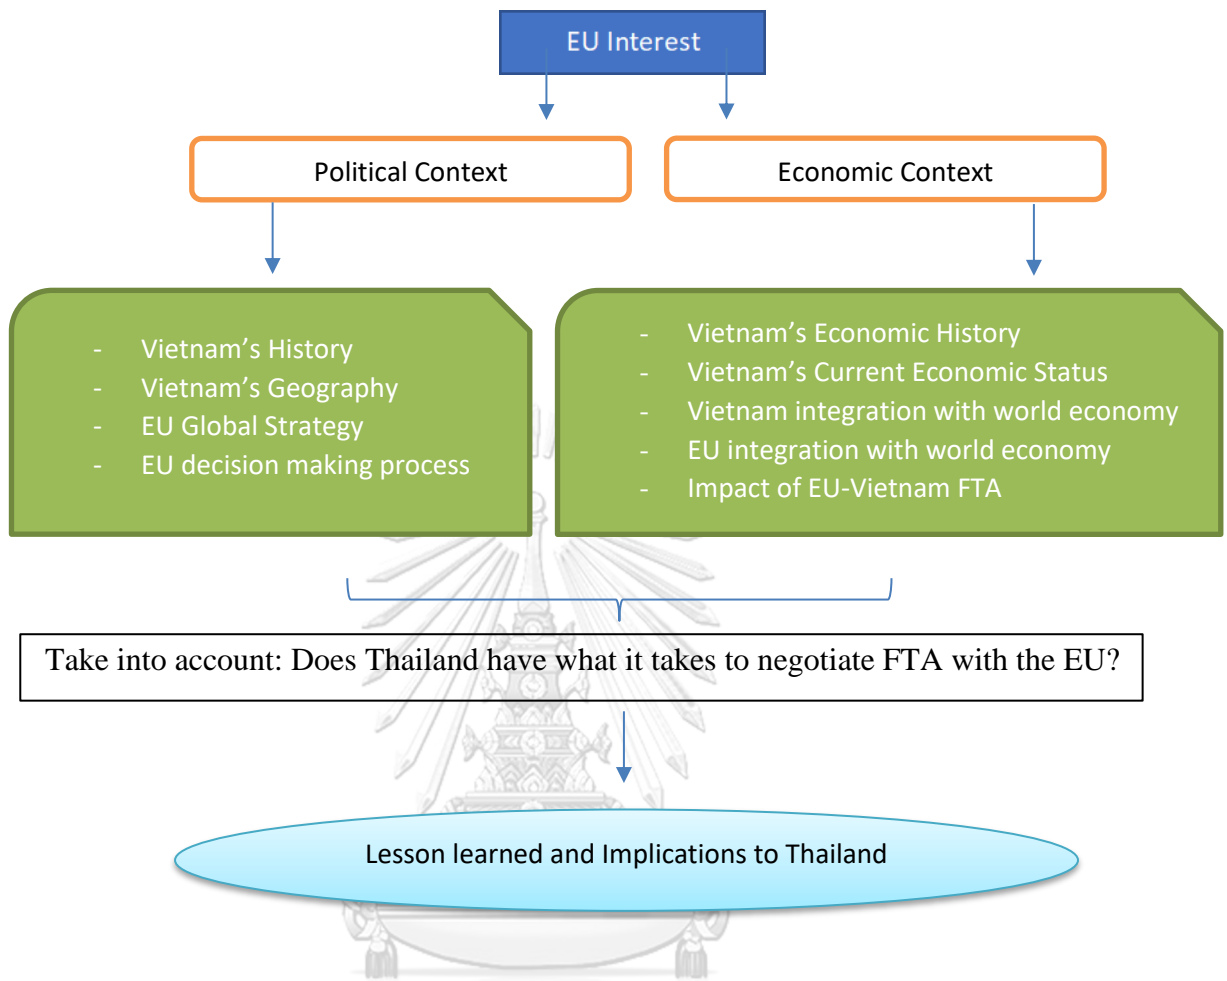 EU Interest
Political Context
Economic Context
- Vietnam’s History
- Vietnam’s Geography
- EU Global Strategy
- EU decision making process
- Vietnam’s Economic History
- Vietnam’s Current Economic Status
- Vietnam integration with world economy
- EU integration with world economy
- Impact of EU-Vietnam FTA
Take into account: Does Thailand have what it takes to negotiate FTA with the EU?
Lesson learned and Implications to Thailand